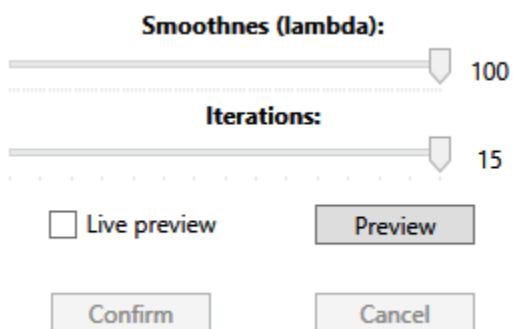 Smoothnes (lambda):
100
Iterations:
15
Live preview
Preview
Confirm
Cancel